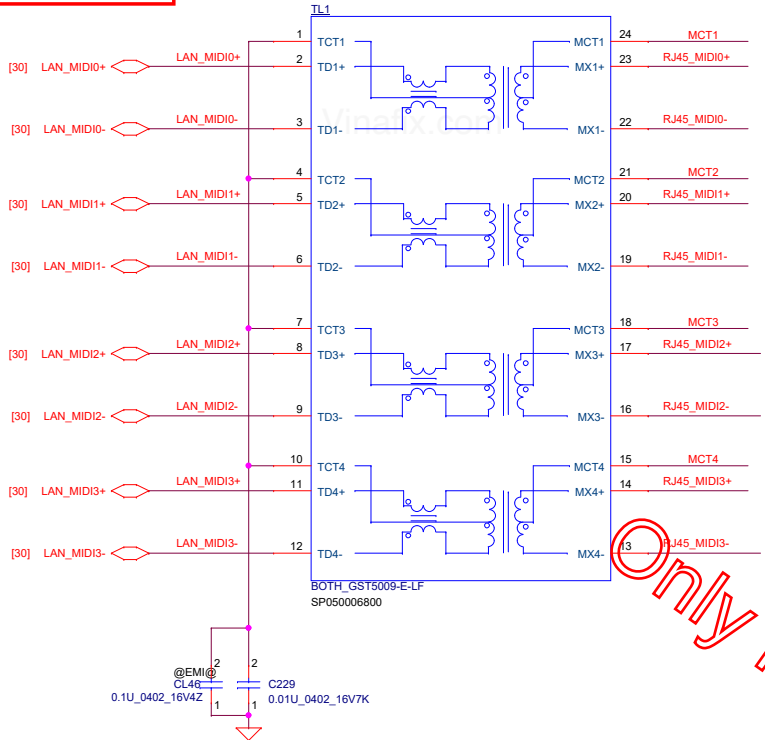 TL1
1 TCT1 MCT1 24 MCT1
[30] LAN_MIDI0+ LAN_MIDI0+ 2 TD1+ MX1+ 23 RJ45_MIDI0+
Vinafix.com
[30] LAN_MIDI0- LAN_MIDI0- 3 TD1- MX1- 22 RJ45_MIDI0-
4 TCT2 MCT2 21 MCT2
[30] LAN_MIDI1+ LAN_MIDI1+ 5 TD2+ MX2+ 20 RJ45_MIDI1+
[30] LAN_MIDI1- LAN_MIDI1- 6 TD2- MX2- 19 RJ45_MIDI1-
7 TCT3 MCT3 18 MCT3
[30] LAN_MIDI2+ LAN_MIDI2+ 8 TD3+ MX3+ 17 RJ45_MIDI2+
[30] LAN_MIDI2- LAN_MIDI2- 9 TD3- MX3- 16 RJ45_MIDI2-
10 TCT4 MCT4 15 MCT4
[30] LAN_MIDI3+ LAN_MIDI3+ 11 TD4+ MX4+ 14 RJ45_MIDI3+
[30] LAN_MIDI3- LAN_MIDI3- 12 TD4- MX4- 13 RJ45_MIDI3-
Only
BOTH_GST5009-E-LF
SP050006800
@EMI@ 2 2
CL46 C229
0.1U_0402_16V4Z 0.01U_0402_16V7K
1 1